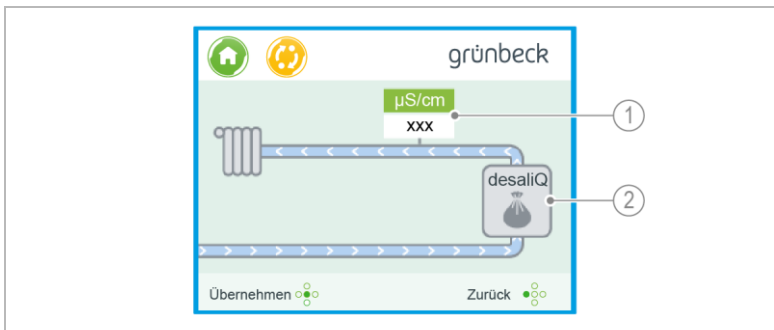 grünbeck
µS/cm
xxx
1
desaliQ
2
Übernehmen
Zurück